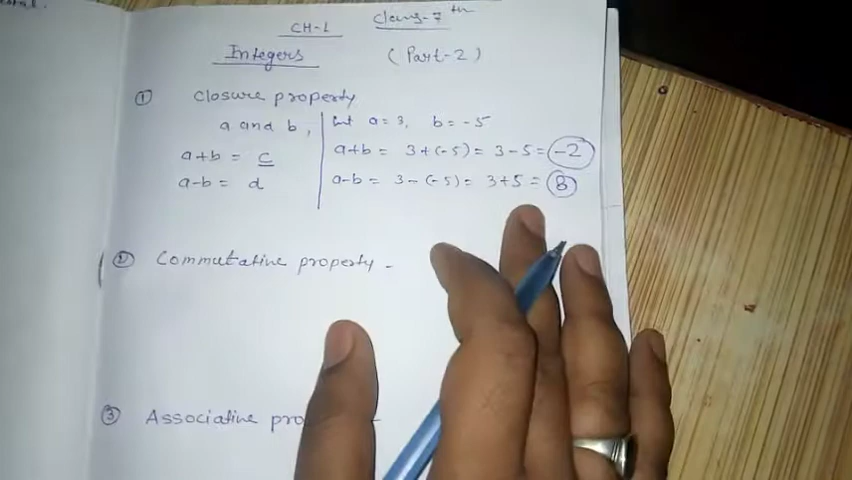 CH-1 Class-7th
Integers (Part-2)
① Closure property
a and b, let a = 3, b = -5
a+b = c a+b = 3+(-5) = 3-5 = -2
a-b = d a-b = 3-(-5) = 3+5 = 8
② Commutative property -
③ Associative pro